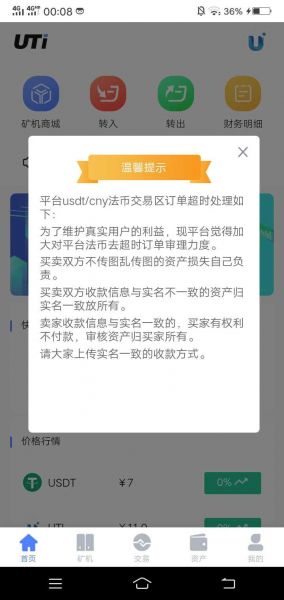 4G 4G 00:08 36%
UTi
矿机商城 转入 转出 财务明细
温馨提示
平台usdt/cny法币交易区订单超时处理如
下：
为了维护真实用户的利益，现平台觉得加
大对平台法币去超时订单审理力度。
买卖双方不传图乱传图的资产损失自己负
责。
买卖双方收款信息与实名不一致的资产归
实名一致放所有。
卖家收款信息与实名一致的，买家有权利
不付款，审核资产归买家所有。
请大家上传实名一致的收款方式。
快
价格行情
USDT ￥7 0%
首页 矿机 交易 资产 我的